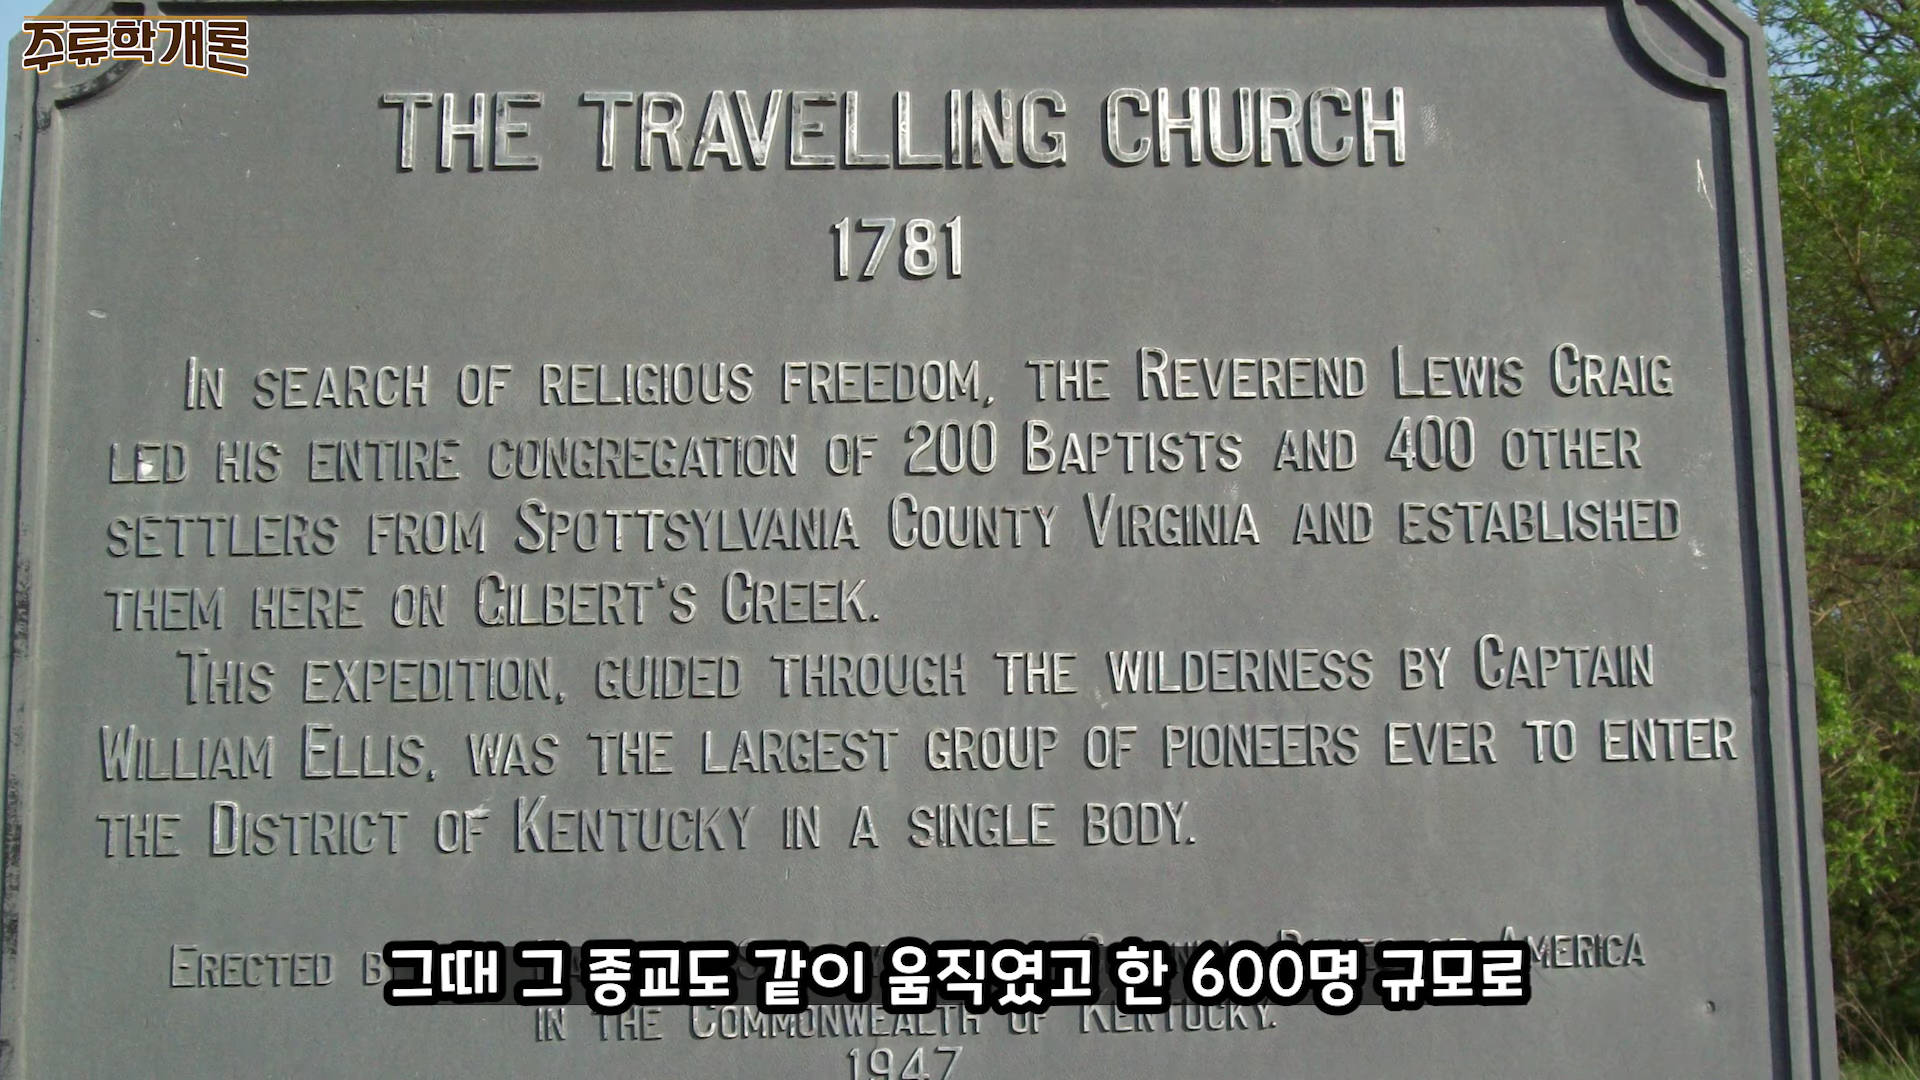 주류학개론
THE TRAVELLING CHURCH
1781
IN SEARCH OF RELIGIOUS FREEDOM, THE REVEREND LEWIS CRAIG
LED HIS ENTIRE CONGREGATION OF 200 BAPTISTS AND 400 OTHER
SETTLERS FROM SPOTTSYLVANIA COUNTY VIRGINIA AND ESTABLISHED
THEM HERE ON GILBERT'S CREEK.
THIS EXPEDITION, GUIDED THROUGH THE WILDERNESS BY CAPTAIN
WILLIAM ELLIS, WAS THE LARGEST GROUP OF PIONEERS EVER TO ENTER
THE DISTRICT OF KENTUCKY IN A SINGLE BODY.
ERECTED AMERICA
그때 그 종교도 같이 움직였고 한 600명 규모로
IN THE COMMONWEALTH OF KENTUCKY.
1947